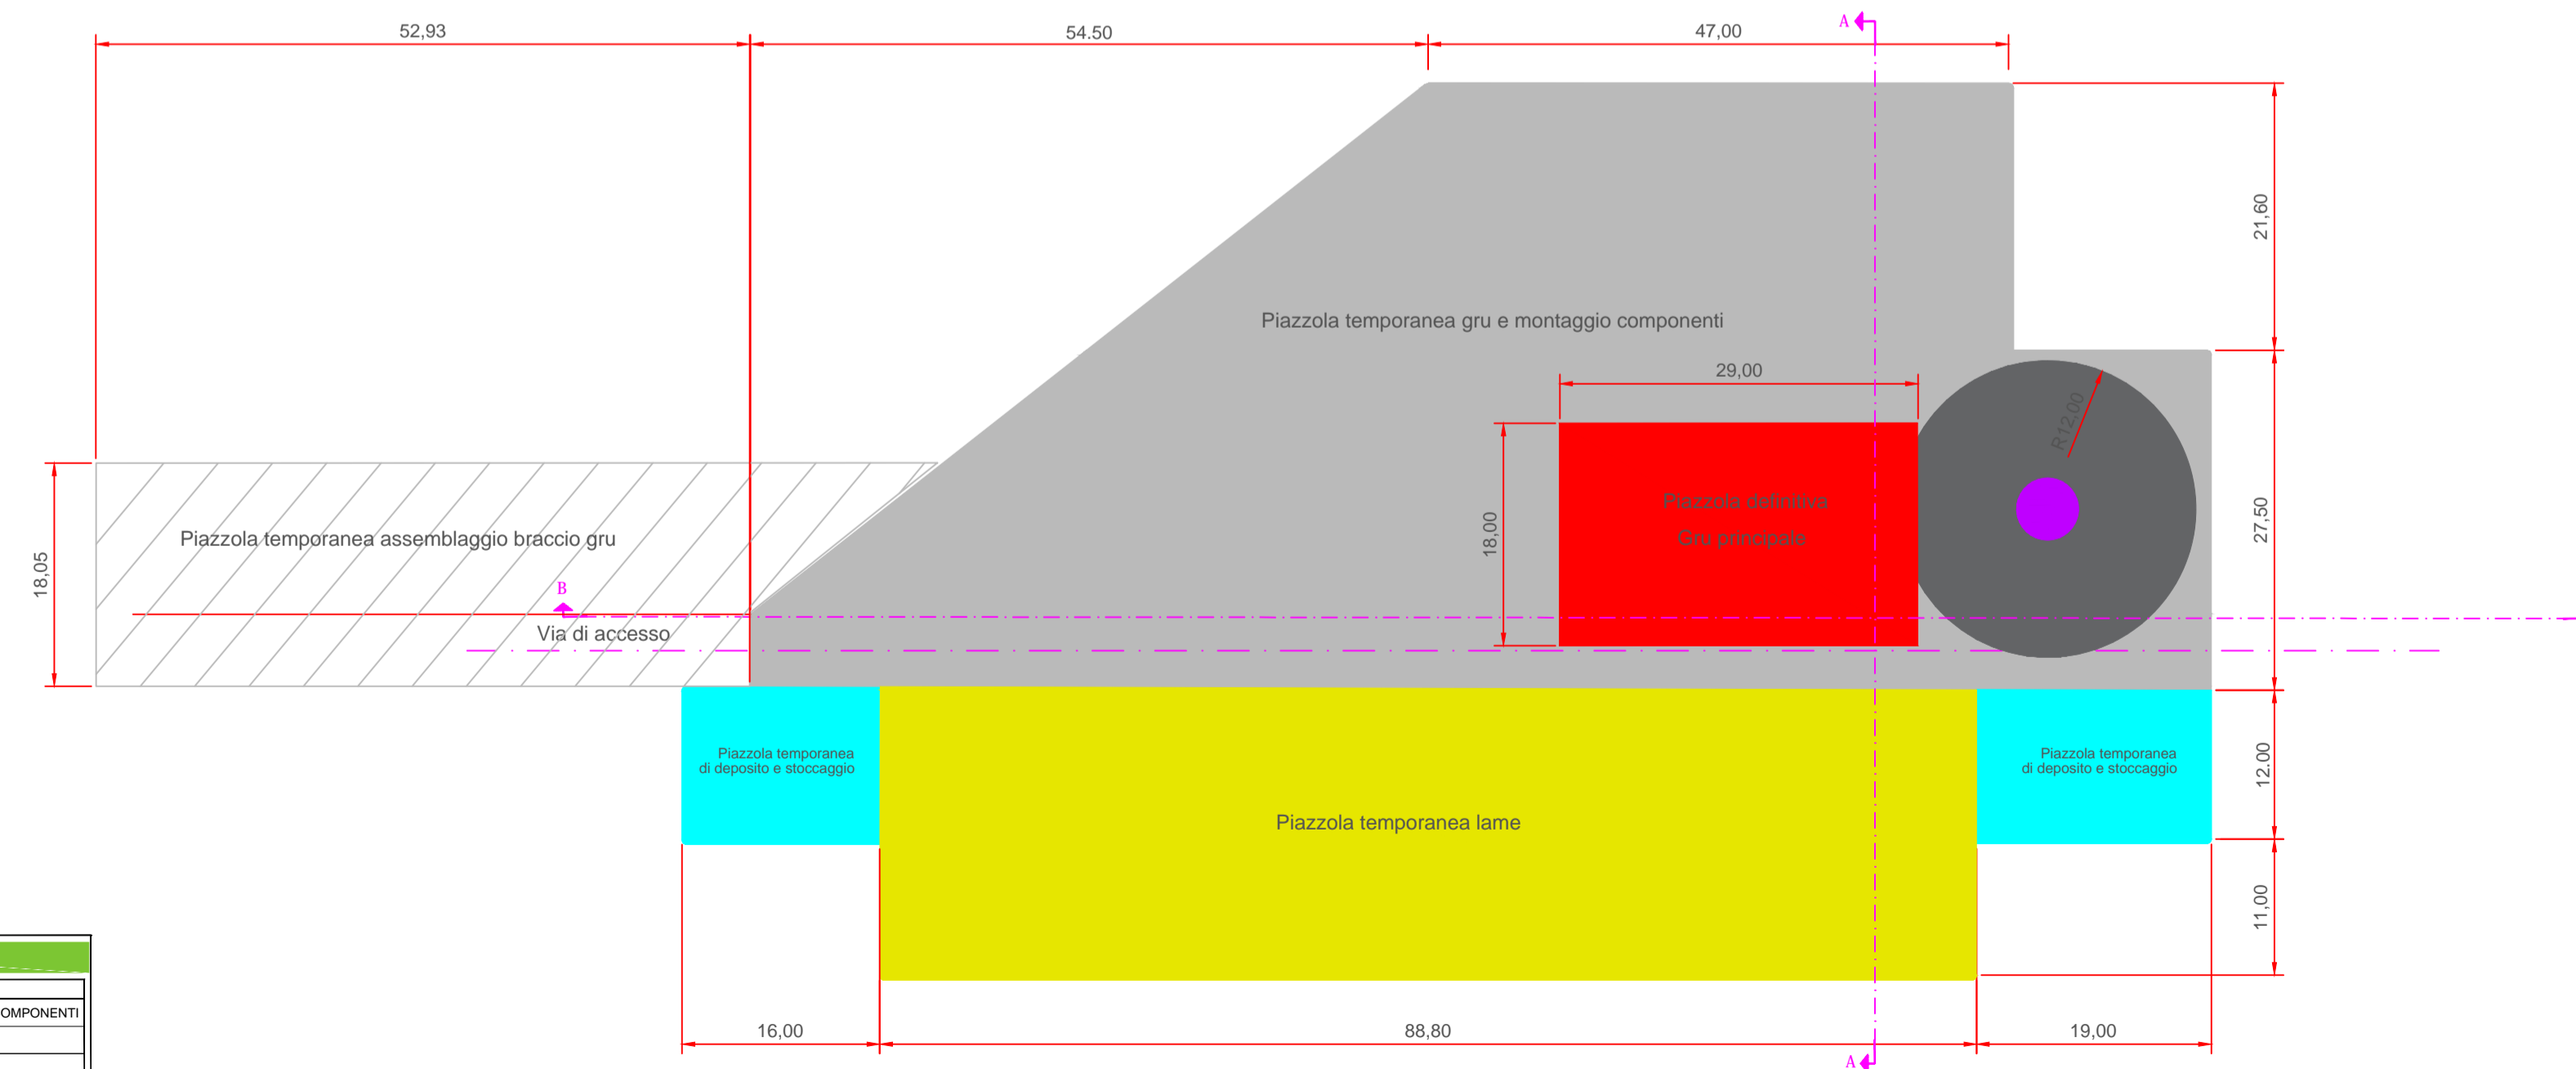 52,93
54.50
47,00
A
21,60
Piazzola temporanea gru e montaggio componenti
29,00
R12,00
Piazzola definitiva
Gru principale
18,00
27,50
Piazzola temporanea assemblaggio braccio gru
18,05
B
Via di accesso
Piazzola temporanea
di deposito e stoccaggio
Piazzola temporanea
di deposito e stoccaggio
12.00
Piazzola temporanea lame
11,00
OMPONENTI
16,00
88,80
19,00
A